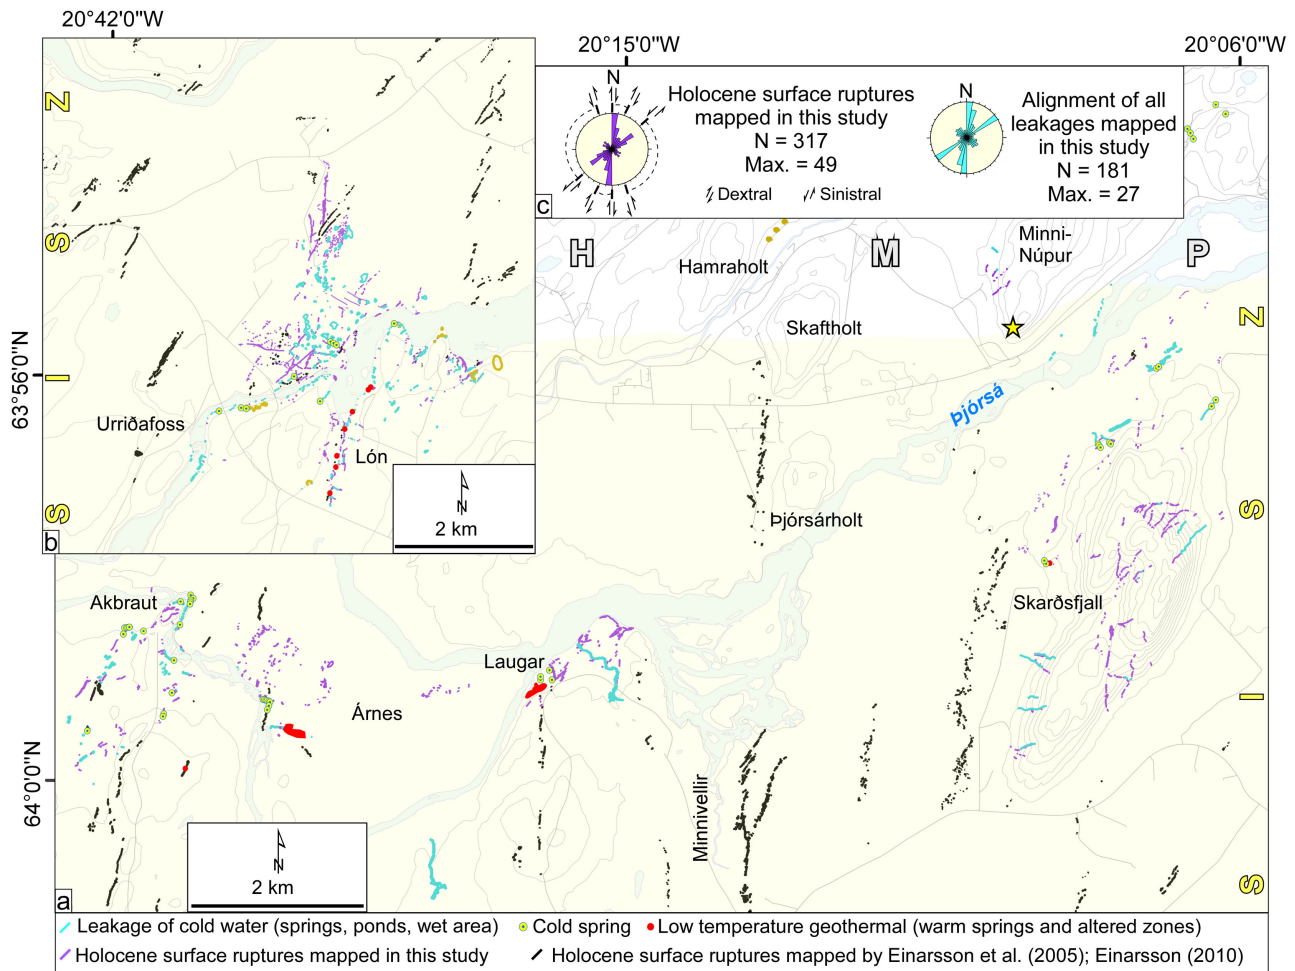 20°42'0"W
20°15'0"W
20°06'0"W
N
Holocene surface ruptures
mapped in this study
N = 317
Max. = 49
Dextral
Sinistral
N
Alignment of all
leakages mapped
in this study
N = 181
Max. = 27
c
Z
S
I
S
63°56'0"N
Urriðafoss
Lón
N
2 km
b
H
M
P
Hamraholt
Minni-
Núpur
Skaftholt
Z
Þjórsá
S
Þjórsárholt
Skarðsfjall
I
S
Akbraut
Laugar
Árnes
Minnivellir
64°0'0"N
N
2 km
a
Leakage of cold water (springs, ponds, wet area)
Cold spring
Low temperature geothermal (warm springs and altered zones)
Holocene surface ruptures mapped in this study
Holocene surface ruptures mapped by Einarsson et al. (2005); Einarsson (2010)